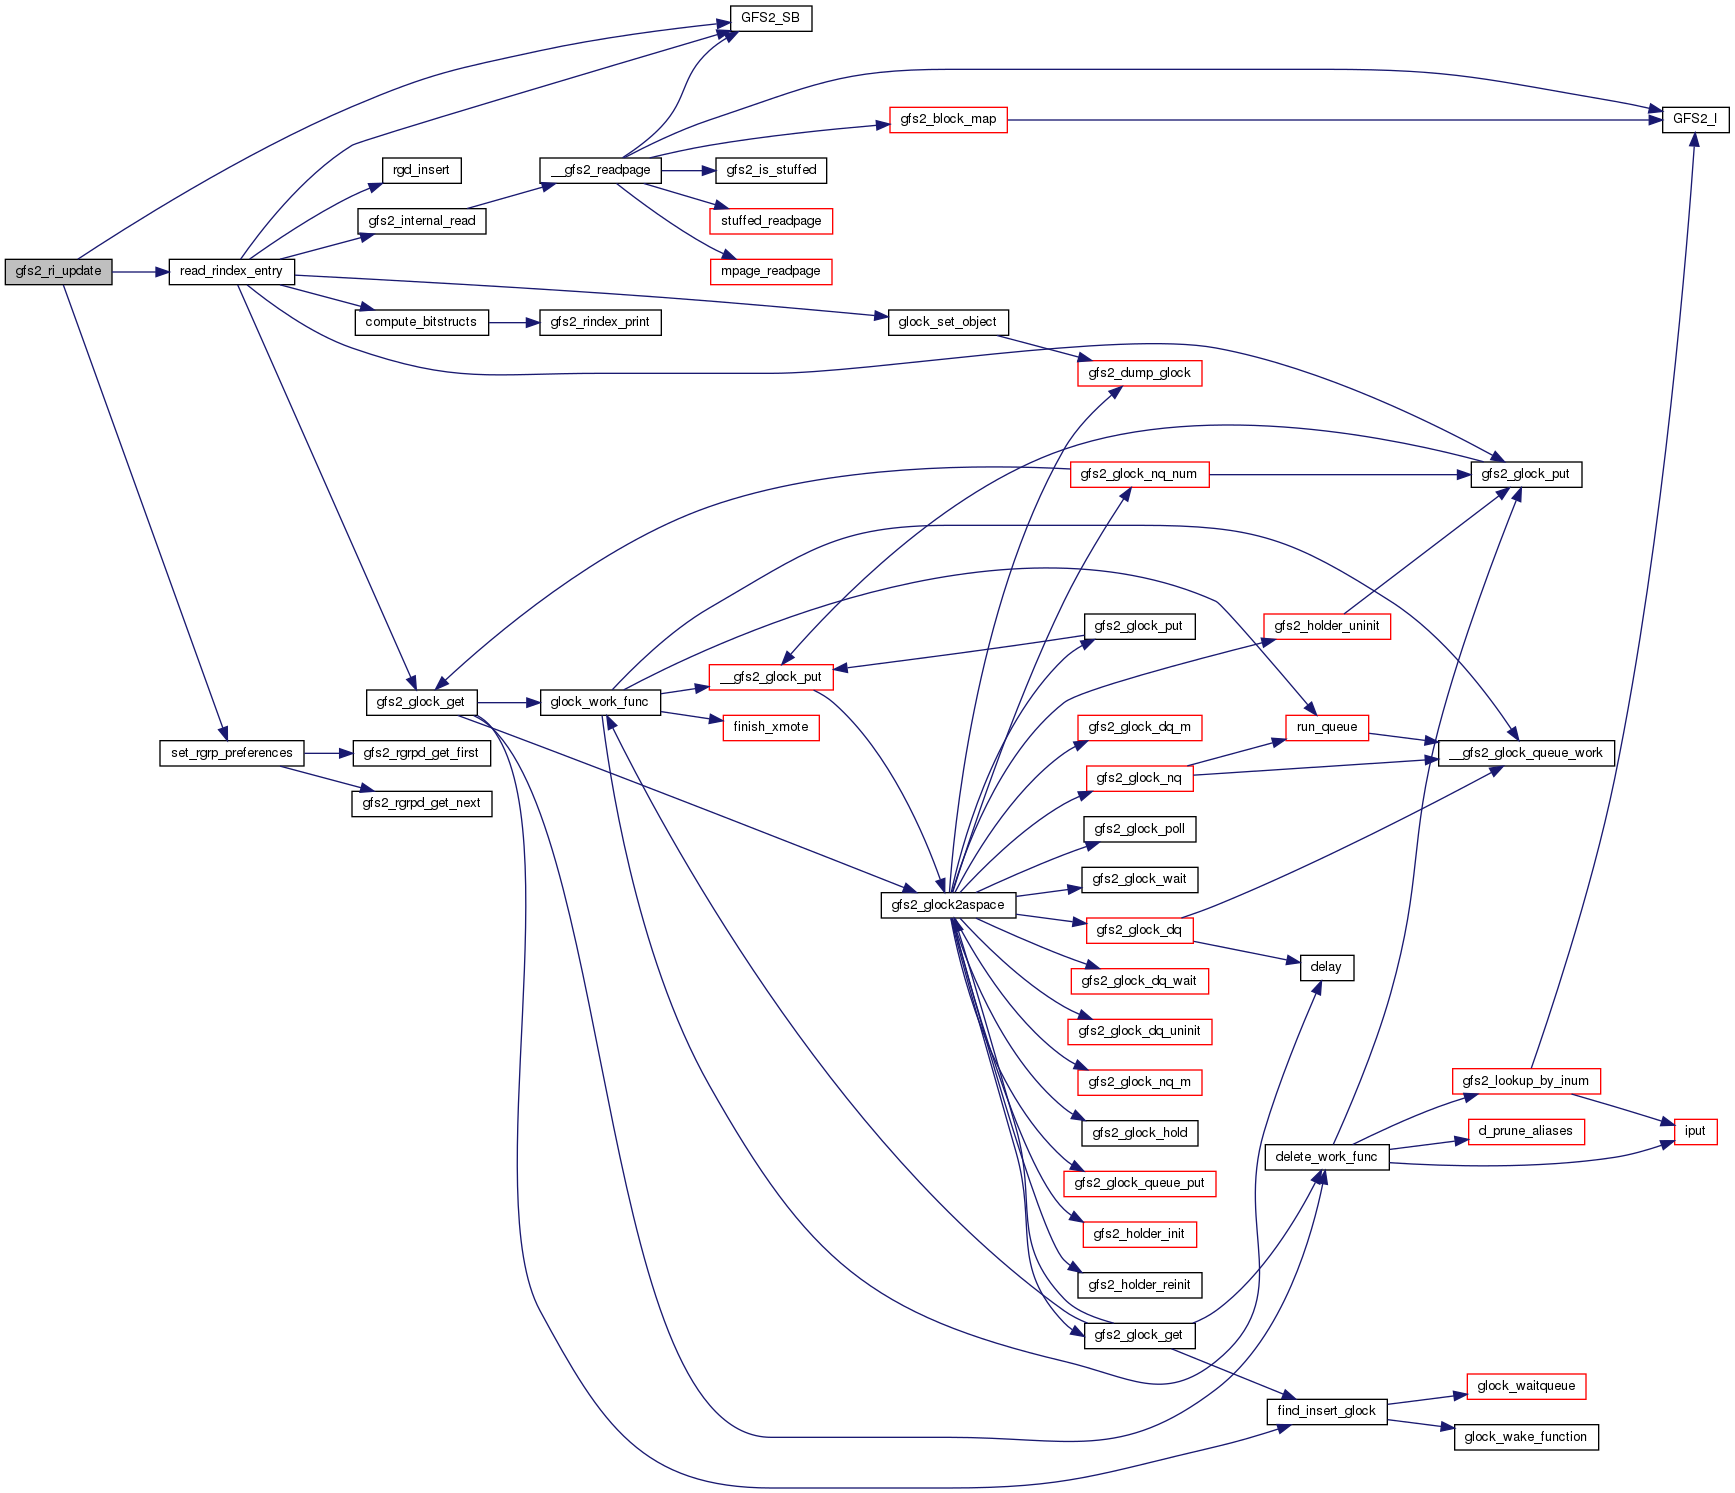 GFS2_SB
gfs2_block_map
GFS2_I
rgd_insert
__gfs2_readpage
gfs2_is_stuffed
gfs2_internal_read
stuffed_readpage
gfs2_ri_update
read_rindex_entry
mpage_readpage
compute_bitstructs
gfs2_rindex_print
glock_set_object
gfs2_dump_glock
gfs2_glock_nq_num
gfs2_glock_put
gfs2_glock_put
gfs2_holder_uninit
__gfs2_glock_put
gfs2_glock_get
glock_work_func
finish_xmote
gfs2_glock_dq_m
run_queue
set_rgrp_preferences
gfs2_rgrpd_get_first
__gfs2_glock_queue_work
gfs2_glock_nq
gfs2_rgrpd_get_next
gfs2_glock_poll
gfs2_glock_wait
gfs2_glock2aspace
gfs2_glock_dq
delay
gfs2_glock_dq_wait
gfs2_glock_dq_uninit
gfs2_glock_nq_m
gfs2_lookup_by_inum
gfs2_glock_hold
d_prune_aliases
iput
delete_work_func
gfs2_glock_queue_put
gfs2_holder_init
gfs2_holder_reinit
gfs2_glock_get
glock_waitqueue
find_insert_glock
glock_wake_function